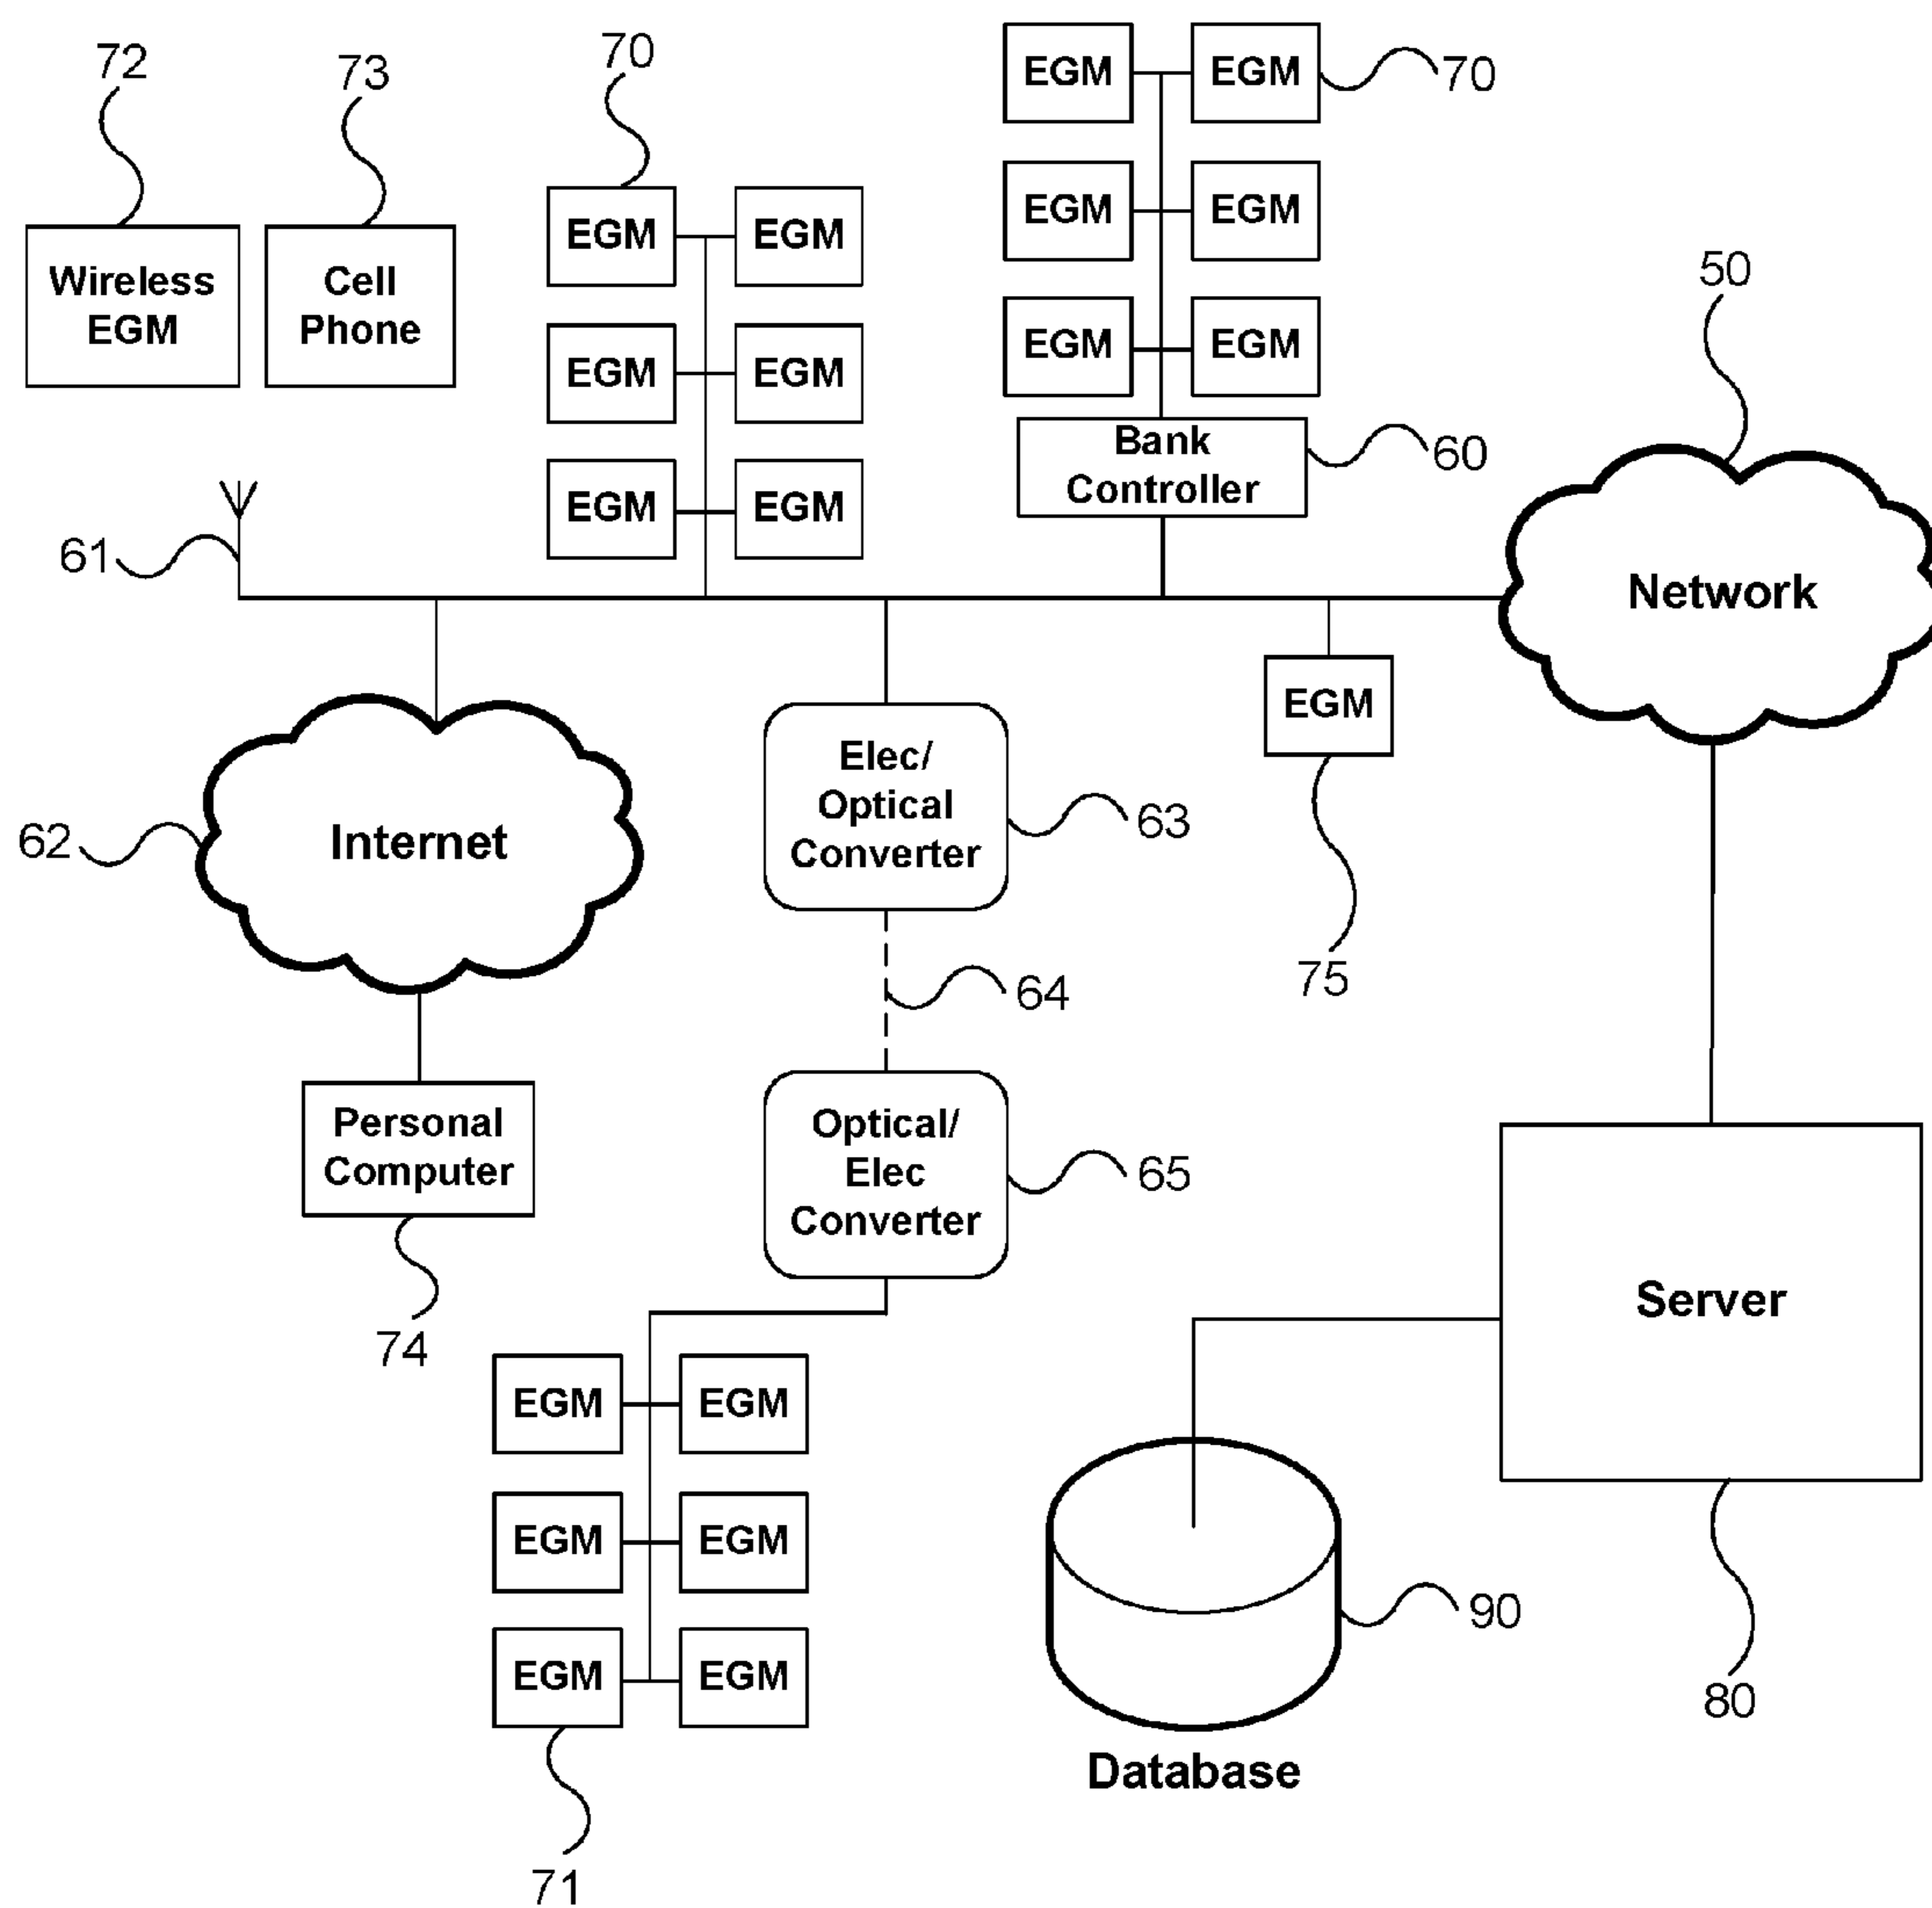 72
73
70
EGM
EGM
70
EGM
EGM
EGM
EGM
EGM
EGM
EGM
EGM
EGM
EGM
Wireless
EGM
Cell
Phone
50
Bank
Controller
60
61
Network
EGM
75
Internet
62
Elec/
Optical
Converter
63
64
Personal
Computer
74
Optical/
Elec
Converter
65
Server
80
EGM
EGM
EGM
EGM
EGM
EGM
71
90
Database